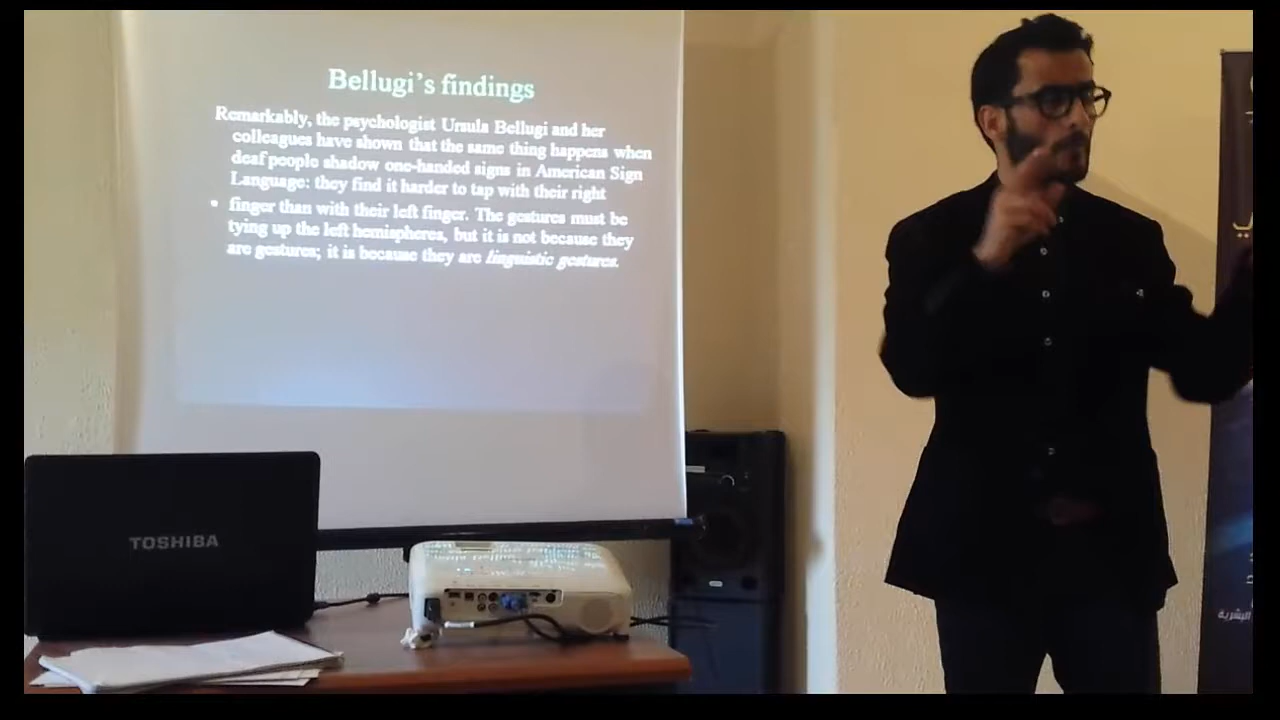 Bellugi's findings
Remarkably, the psychologist Ursula Bellugi and her
colleagues have shown that the same thing happens when
deaf people shadow one-handed signs in American Sign
Language: they find it harder to tap with their right
• finger than with their left finger. The gestures must be
tying up the left hemispheres, but it is not because they
are gestures; it is because they are linguistic gestures.
TOSHIBA
البشرية